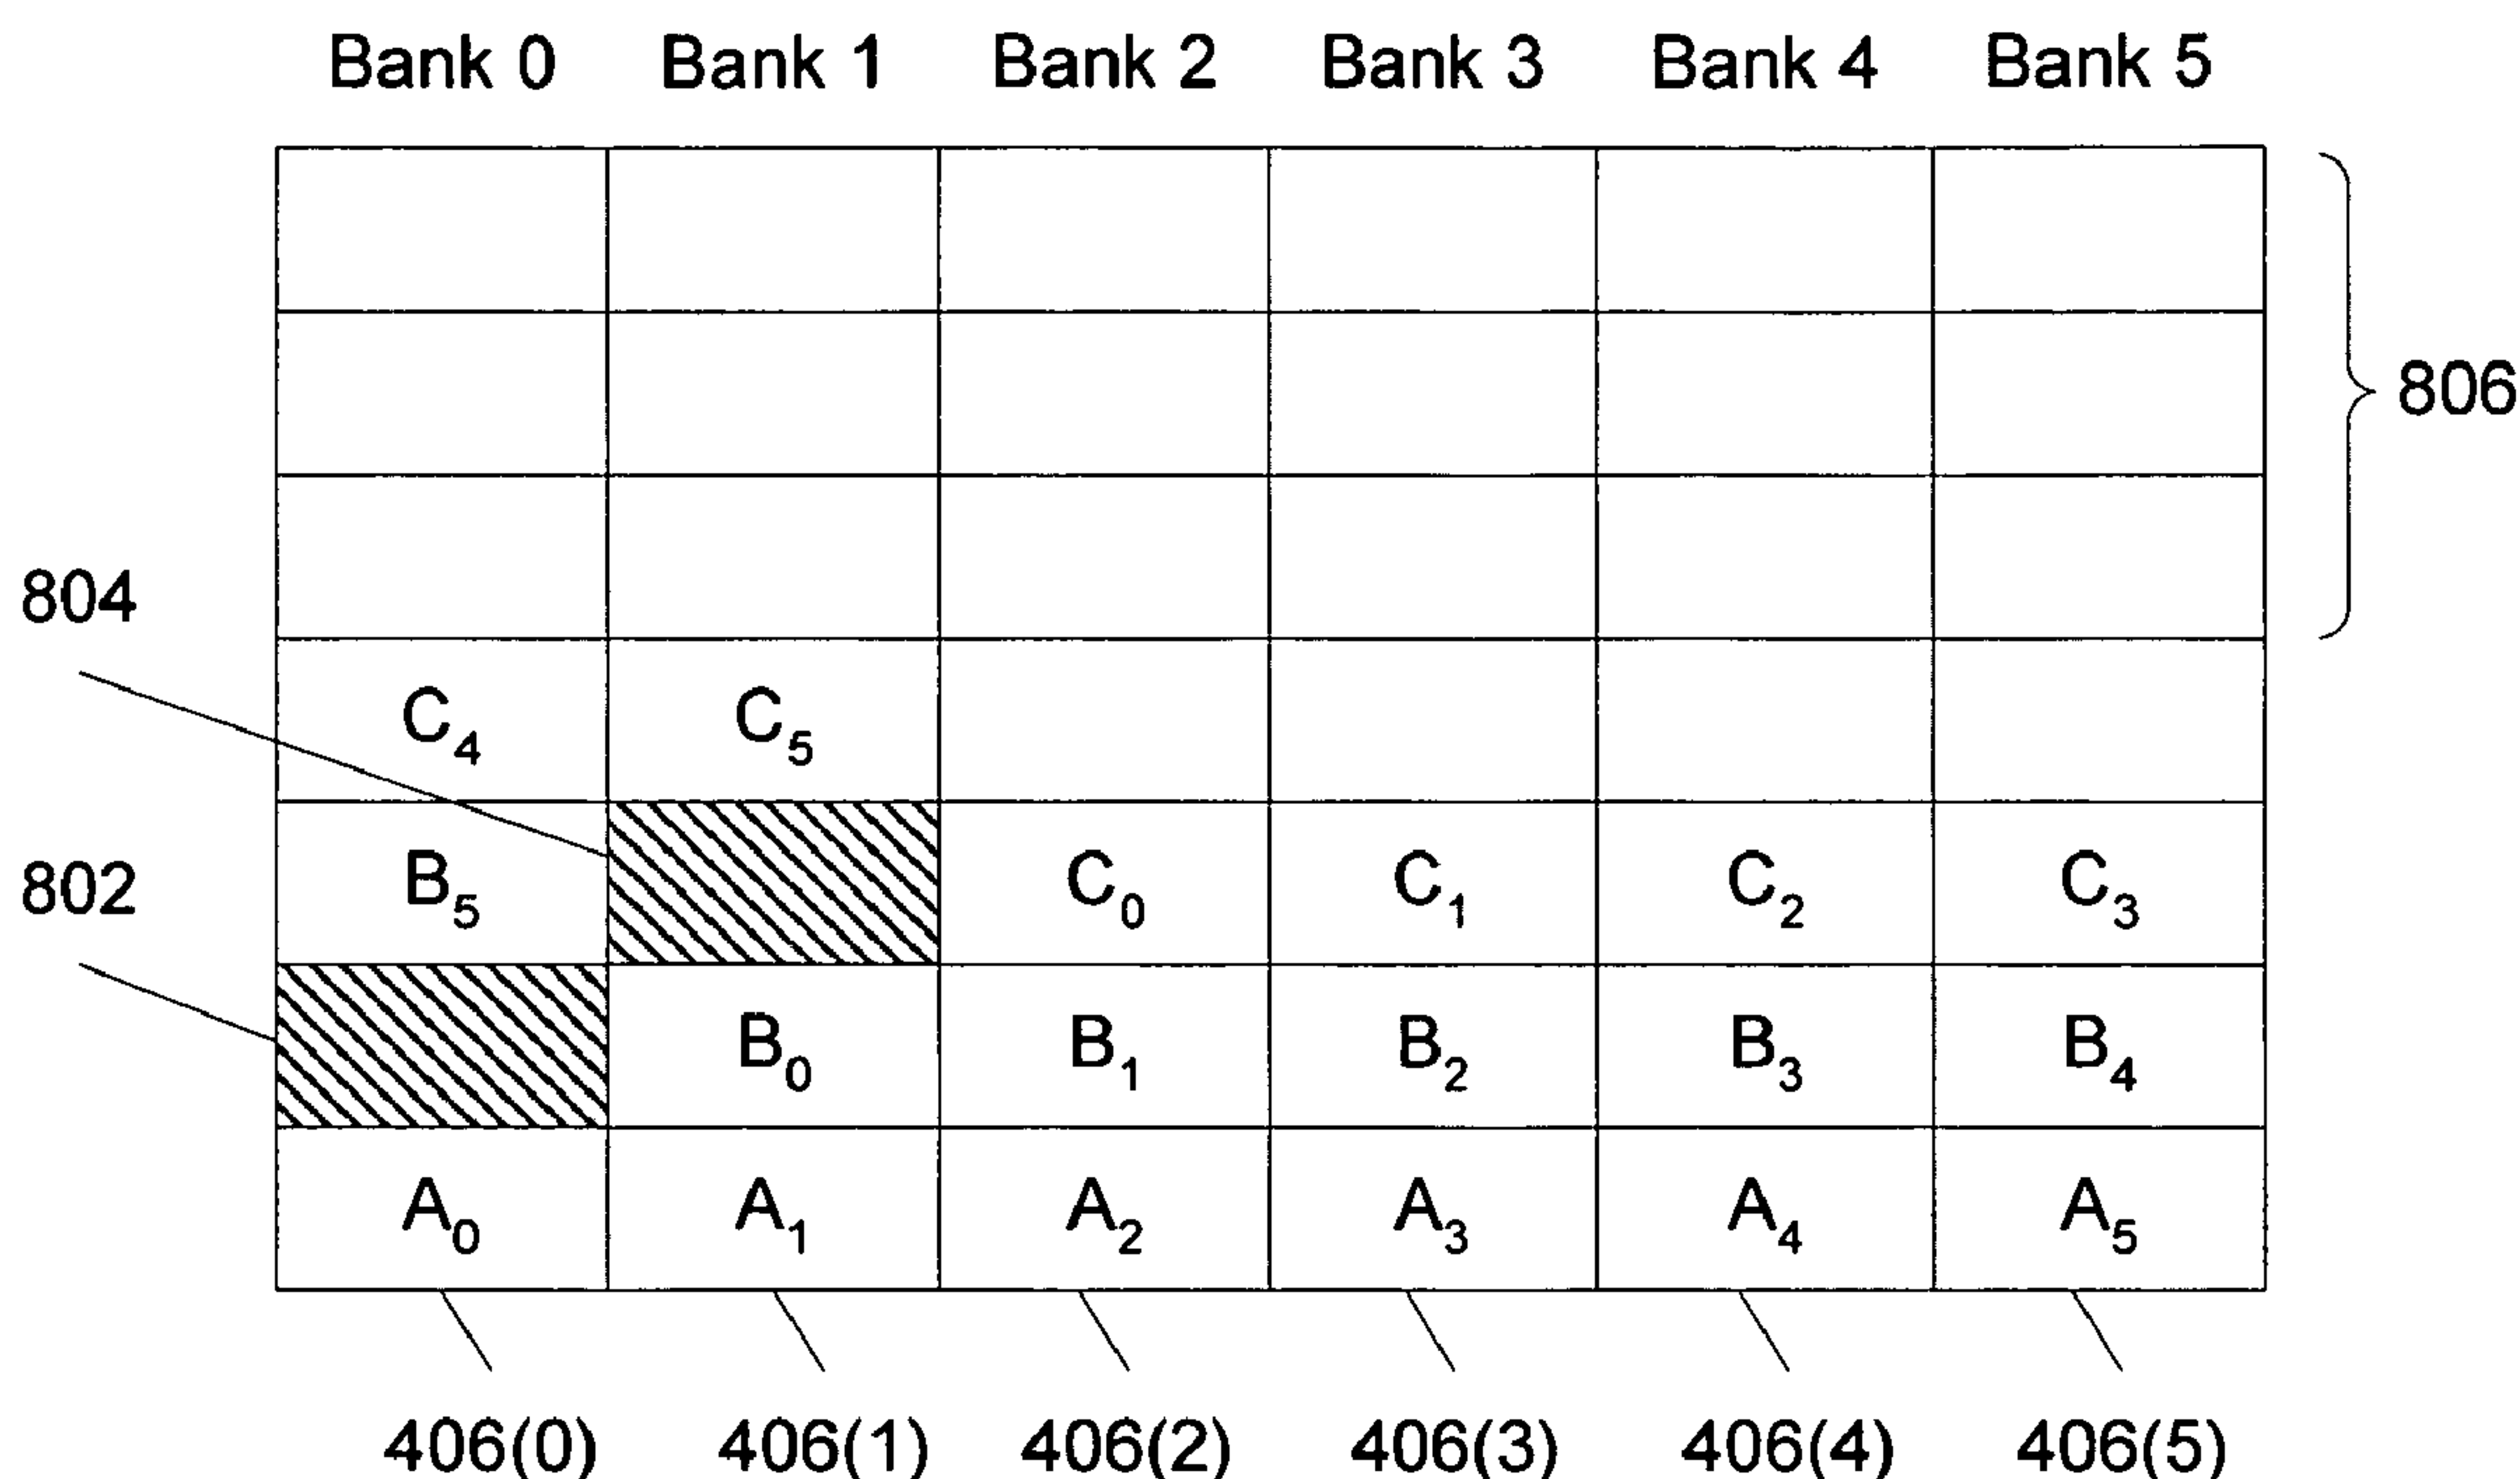 Bank 0 Bank 1 Bank 2 Bank 3 Bank 4 Bank 5
806
804
C4 C5
802
B5 C0 C1 C2 C3
B0 B1 B2 B3 B4
A0 A1 A2 A3 A4 A5
406(0) 406(1) 406(2) 406(3) 406(4) 406(5)